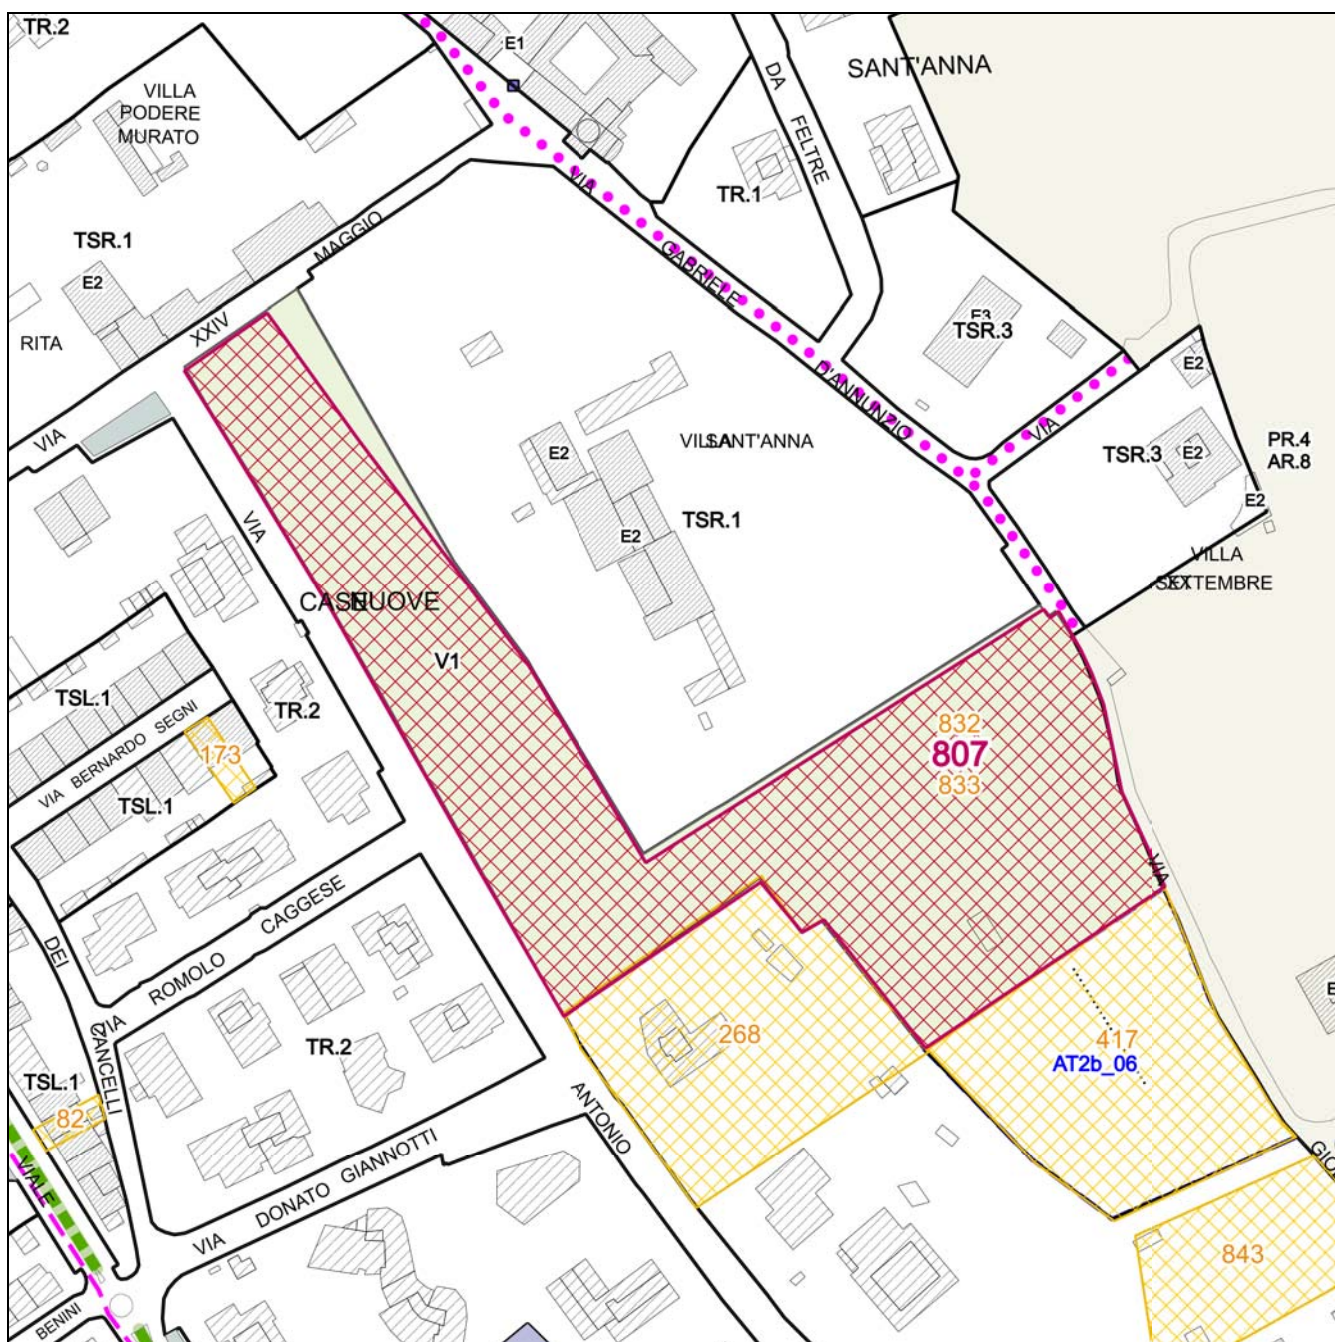 TR.2
E1
SANT'ANNA
VILLA
PODERE
MURATO
DA FELTRE
TR.1
VIA GABRIELE D'ANNUNZIO
TSR.1
E2
VIA XXIV MAGGIO
RITA
E3
TSR.3
VIA
E2
TSR.3
E2
E2
PR.4
AR.8
VILLA
SETTEMBRE
VILLA SANT'ANNA
E2
E2
TSR.1
VIA
CASE NUOVE
V1
TSL.1
TR.2
VIA BERNARDO SEGNI
173
TSL.1
832
807
833
VIA
VIA ROMOLO CAGGESE
DEI CANCELLI
TR.2
268
417
AT2b_06
TSL.1
82
ANTONIO
VIALE
VIA DONATO GIANNOTTI
843
BENINI